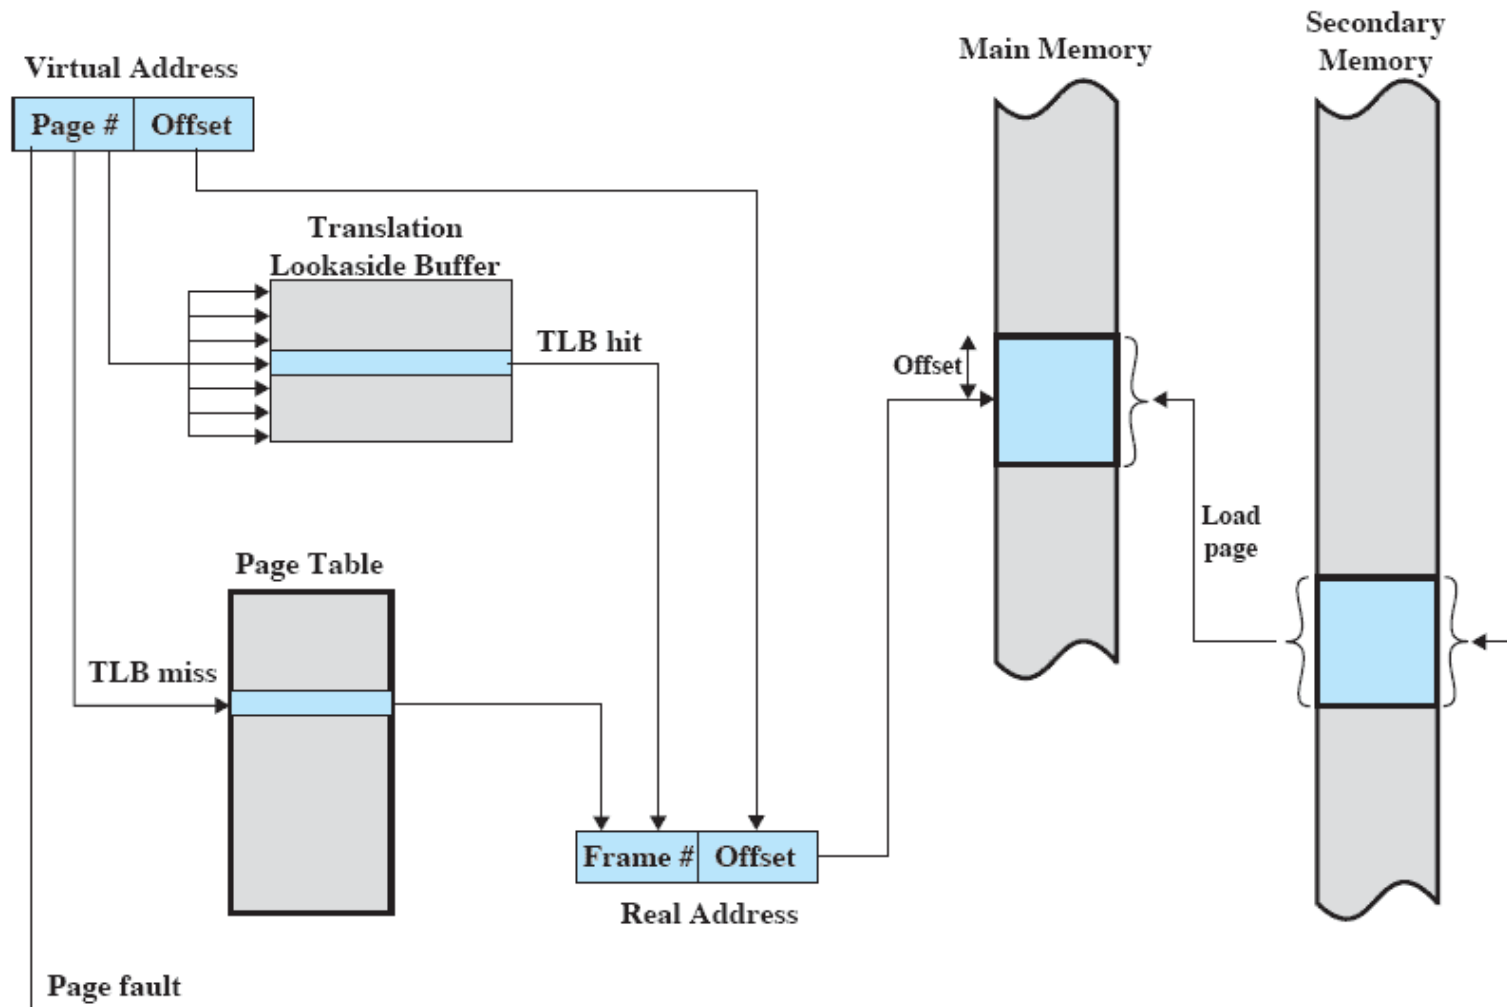 Virtual Address
Page #
Offset
Translation
Lookaside Buffer
TLB hit
Page Table
TLB miss
Frame #
Offset
Real Address
Page fault
Main Memory
Offset
Load
page
Secondary
Memory